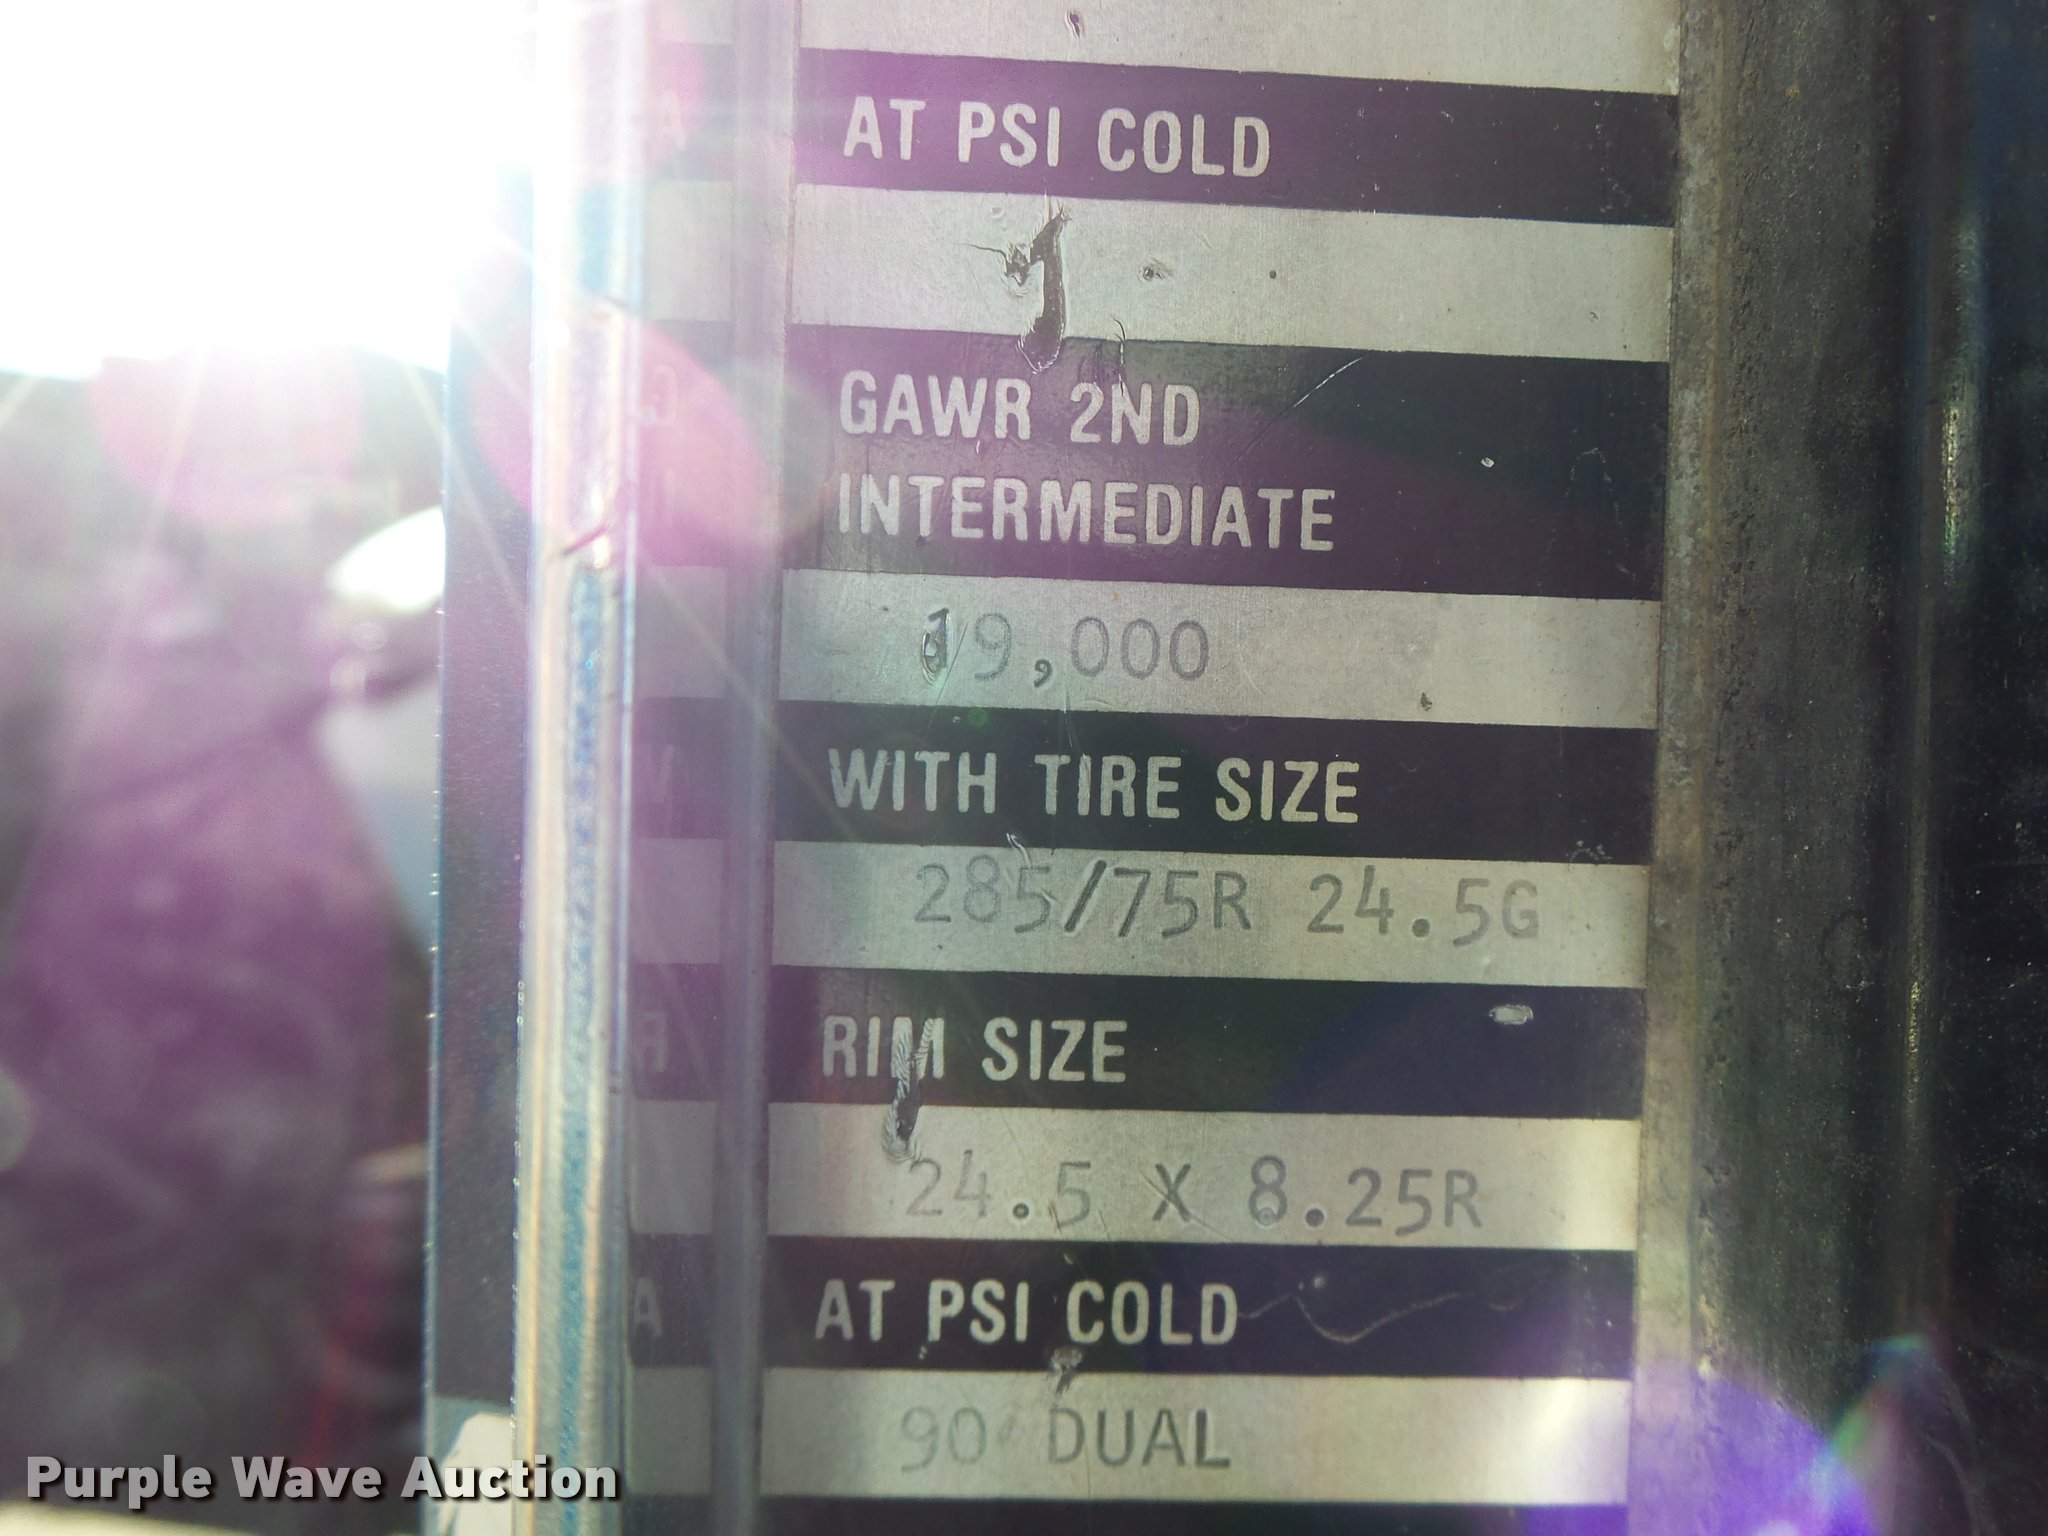 AT PSI COLD
GAWR 2ND
INTERMEDIATE
19,000
WITH TIRE SIZE
285/75R 24.5G
RIM SIZE
24.5 X 8.25R
AT PSI COLD
90 DUAL
Purple Wave Auction